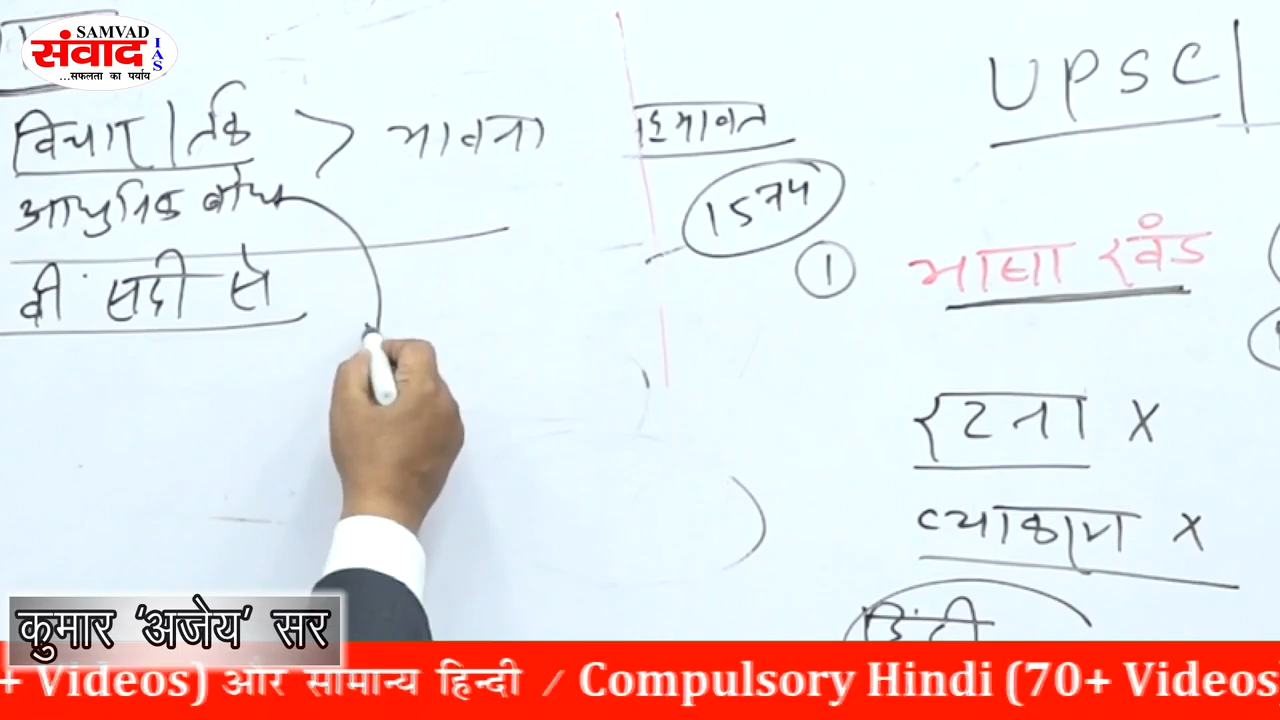 SAMVAD
संवाद
IAS
...सफलता का पर्याय
विचार / तर्क > भावना
आधुनिक बोध
वीं सदी से
1574
UPSC
1 भाषा खंड
रटना x
व्याकरण x
हिंदी
कुमार 'अजेय' सर
+ Videos) और सामान्य हिन्दी / Compulsory Hindi (70+ Videos